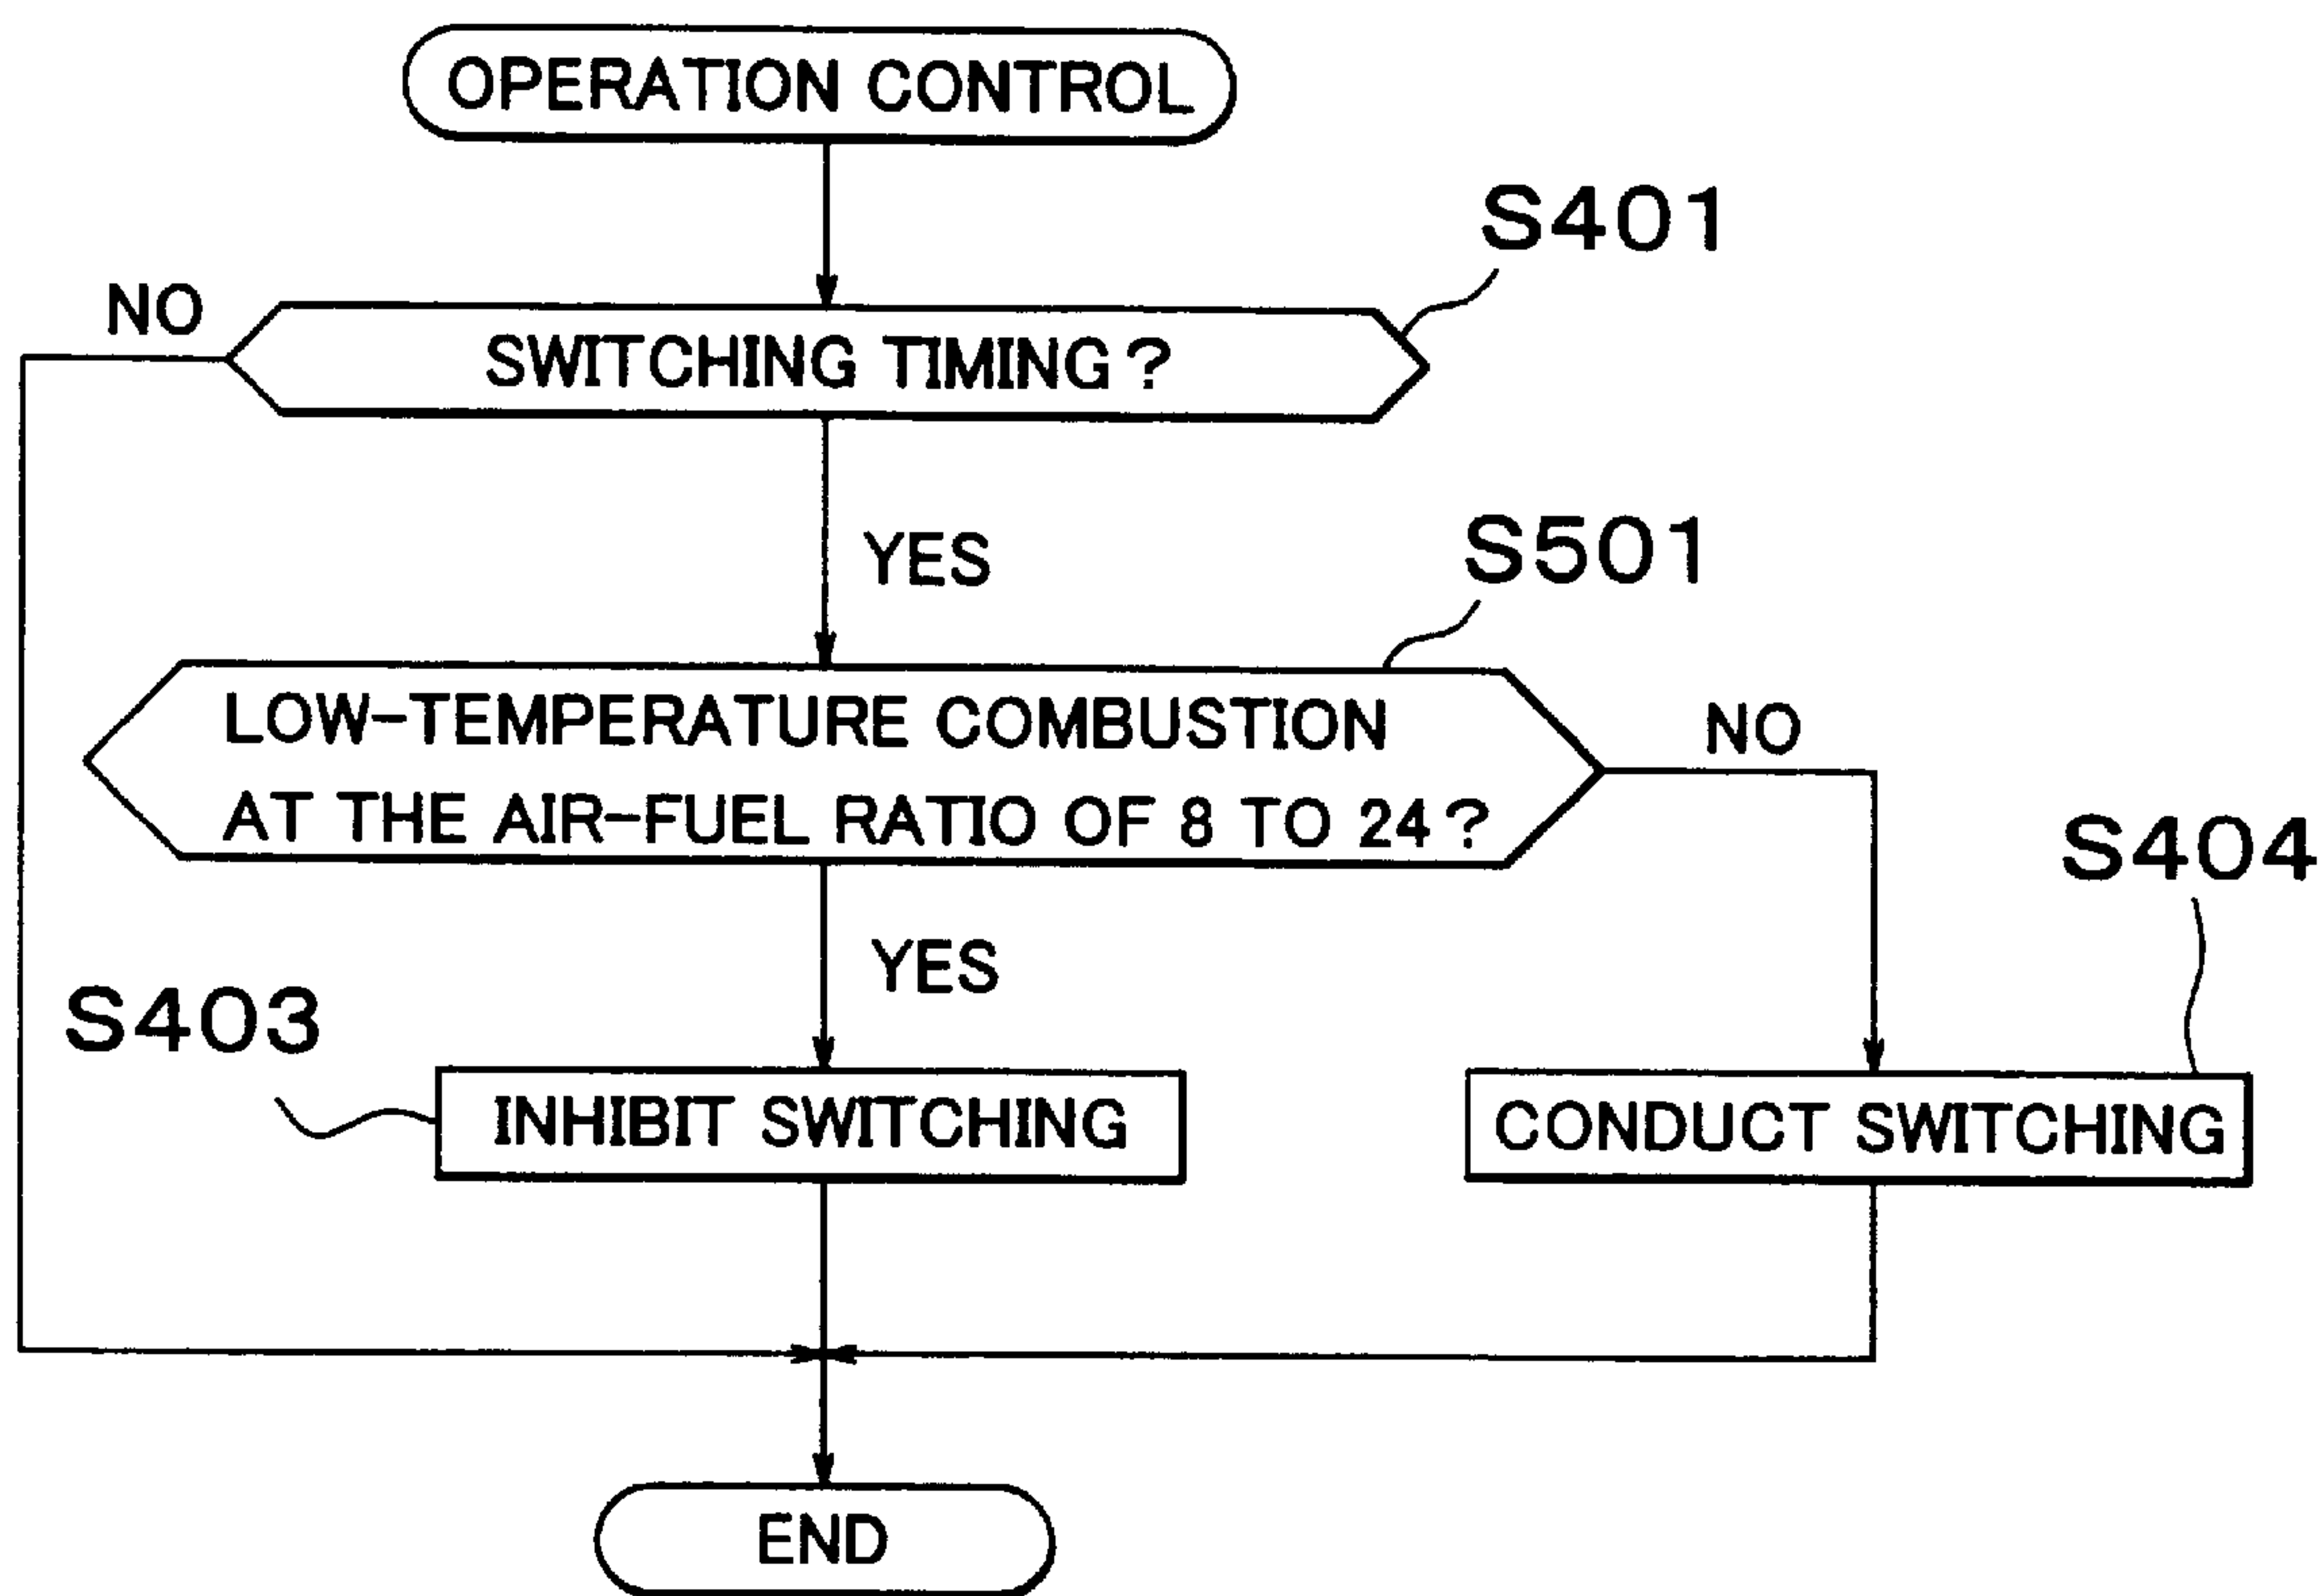 OPERATION CONTROL
S401
NO
SWITCHING TIMING?
YES
S501
LOW-TEMPERATURE COMBUSTION
AT THE AIR-FUEL RATIO OF 8 TO 24?
NO
S404
YES
S403
INHIBIT SWITCHING
CONDUCT SWITCHING
END